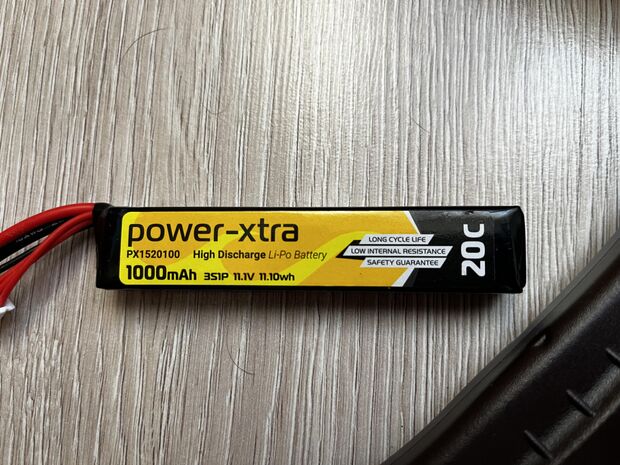 power-xtra
PX1520100 High Discharge Li-Po Battery
1000mAh 3S1P 11.1V 11.10wh
LONG CYCLE LIFE
LOW INTERNAL RESISTANCE
SAFETY GUARANTEE
20C